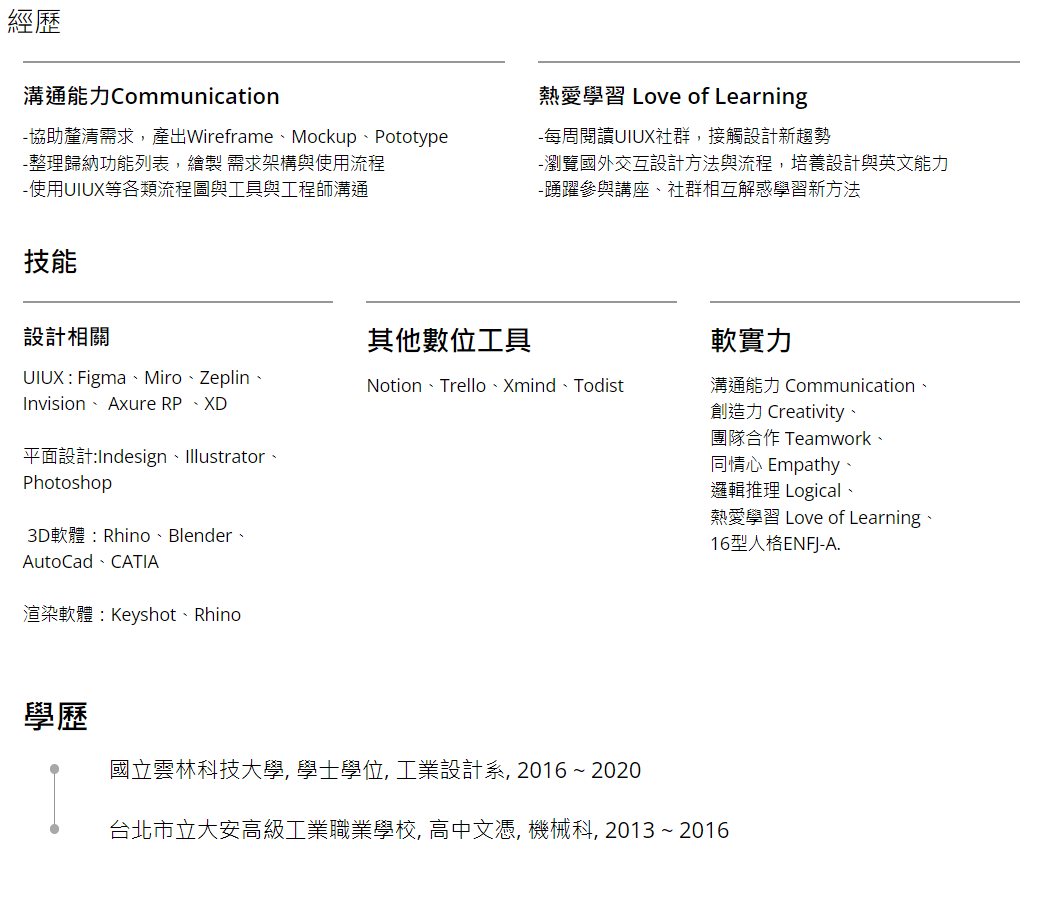 經歷
溝通能力Communication
-協助釐清需求，產出Wireframe、Mockup、Pototype
-整理歸納功能列表，繪製 需求架構與使用流程
-使用UIUX等各類流程圖與工具與工程師溝通
熱愛學習 Love of Learning
-每周閱讀UIUX社群，接觸設計新趨勢
-瀏覽國外交互設計方法與流程，培養設計與英文能力
-踴躍參與講座、社群相互解惑學習新方法
技能
設計相關
UIUX : Figma、Miro、Zeplin、
Invision、 Axure RP 、XD
平面設計:Indesign、Illustrator、
Photoshop
3D軟體：Rhino、Blender、
AutoCad、CATIA
渲染軟體：Keyshot、Rhino
其他數位工具
Notion、Trello、Xmind、Todist
軟實力
溝通能力 Communication、
創造力 Creativity、
團隊合作 Teamwork、
同情心 Empathy、
邏輯推理 Logical、
熱愛學習 Love of Learning、
16型人格ENFJ-A.
學歷
國立雲林科技大學, 學士學位, 工業設計系, 2016 ~ 2020
台北市立大安高級工業職業學校, 高中文憑, 機械科, 2013 ~ 2016